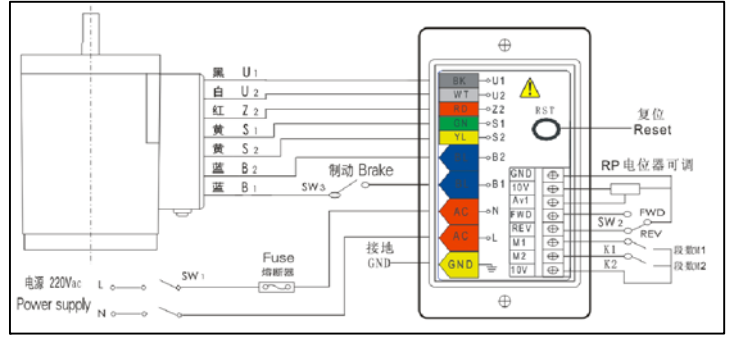 黑 U1
白 U2
红 Z2
黄 S1
黄 S2
蓝 B2
蓝 B1
制动 Brake
SW3
接地
GND
Fuse
熔断器
SW1
电源 220Vac
Power supply
L
N
BK U1
WT U2
RD Z2
GN S1
YL S2
B2
B1
AC N
AC L
GND
RST
复位
Reset
RP 电位器可调
GND
10V
Av1
FWD
REV
M1
M2
10V
FWD
SW2
REV
K1 段数M1
K2 段数M2